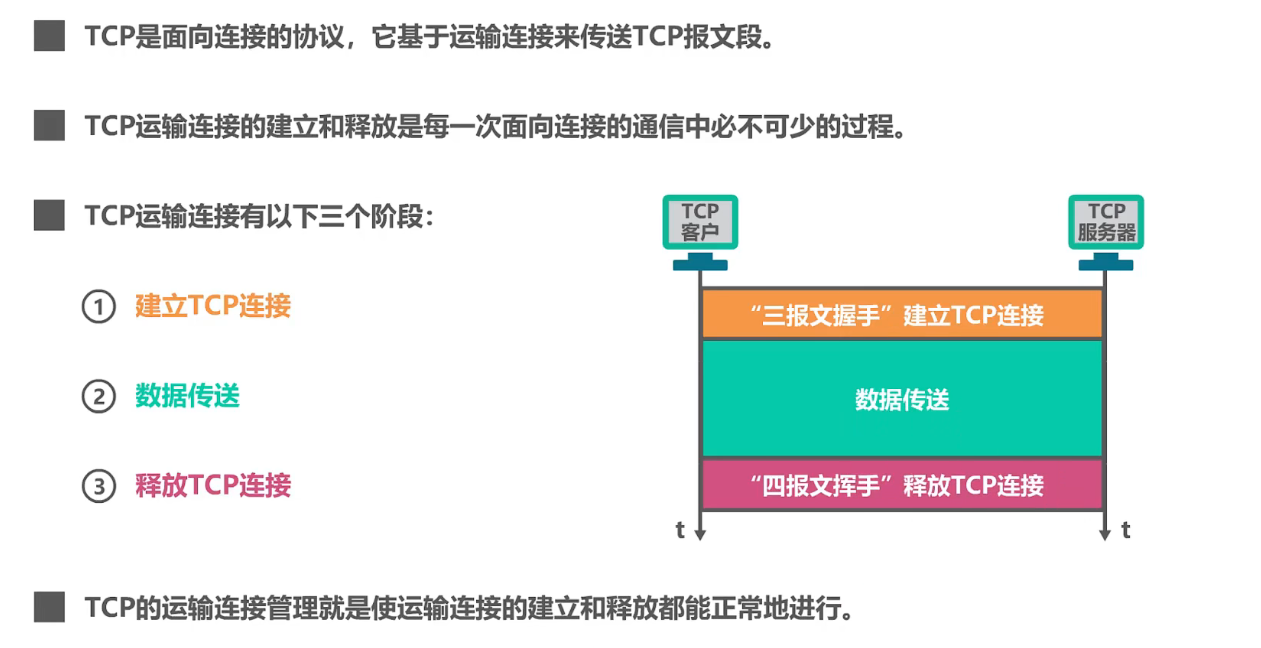 TCP是面向连接的协议，它基于运输连接来传送TCP报文段。
TCP运输连接的建立和释放是每一次面向连接的通信中必不可少的过程。
TCP运输连接有以下三个阶段：
① 建立TCP连接
② 数据传送
③ 释放TCP连接
TCP
客户
TCP
服务器
“三报文握手”建立TCP连接
数据传送
“四报文挥手”释放TCP连接
t
t
TCP的运输连接管理就是使运输连接的建立和释放都能正常地进行。